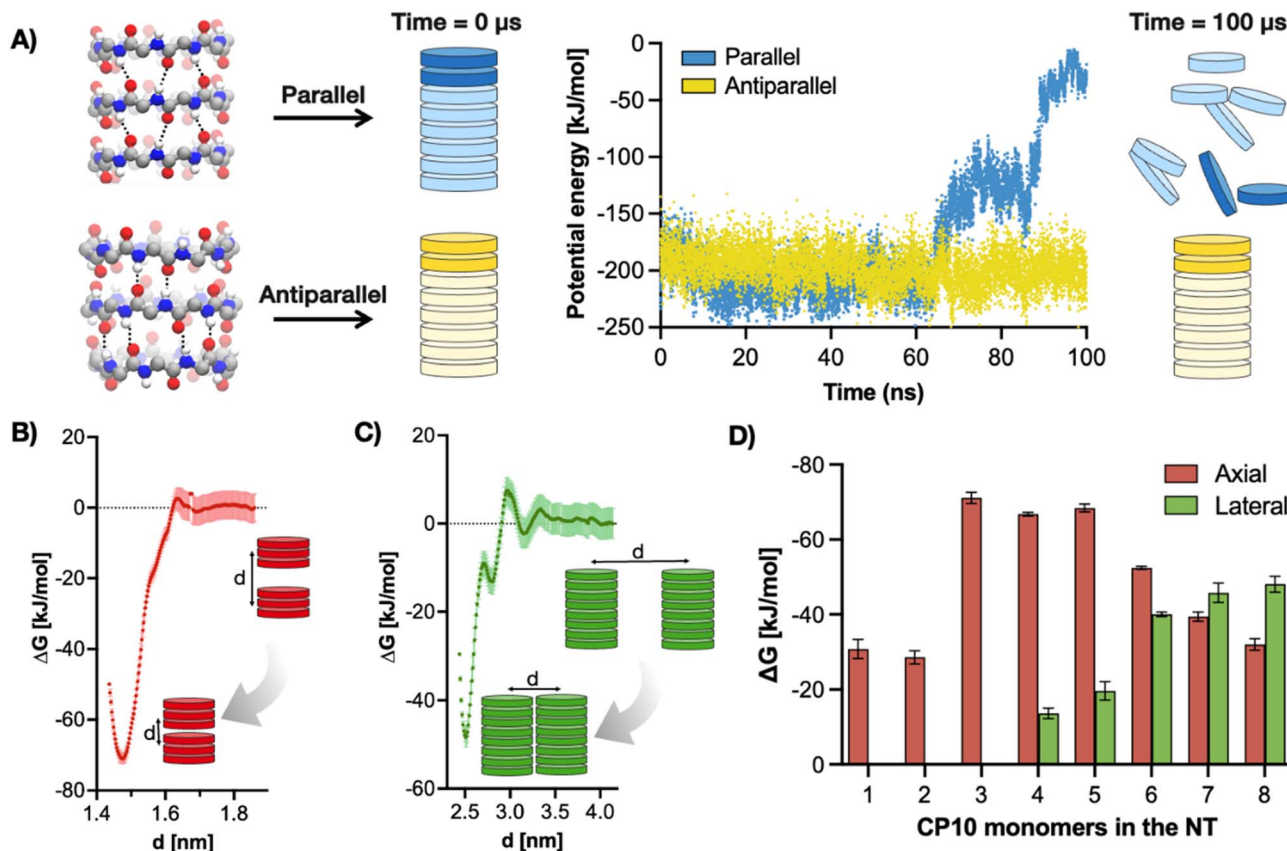 A)
Parallel
Antiparallel
Time = 0 µs
Potential energy [kJ/mol]
0
-50
-100
-150
-200
-250
Parallel
Antiparallel
0
20
40
60
80
100
Time (ns)
Time = 100 µs
B)
ΔG [kJ/mol]
20
0
-20
-40
-60
-80
1.4
1.6
1.8
d [nm]
d
d
C)
ΔG [kJ/mol]
20
0
-20
-40
-60
2.5
3.0
3.5
4.0
d [nm]
d
d
D)
ΔG [kJ/mol]
-80
-60
-40
-20
0
Axial
Lateral
1
2
3
4
5
6
7
8
CP10 monomers in the NT